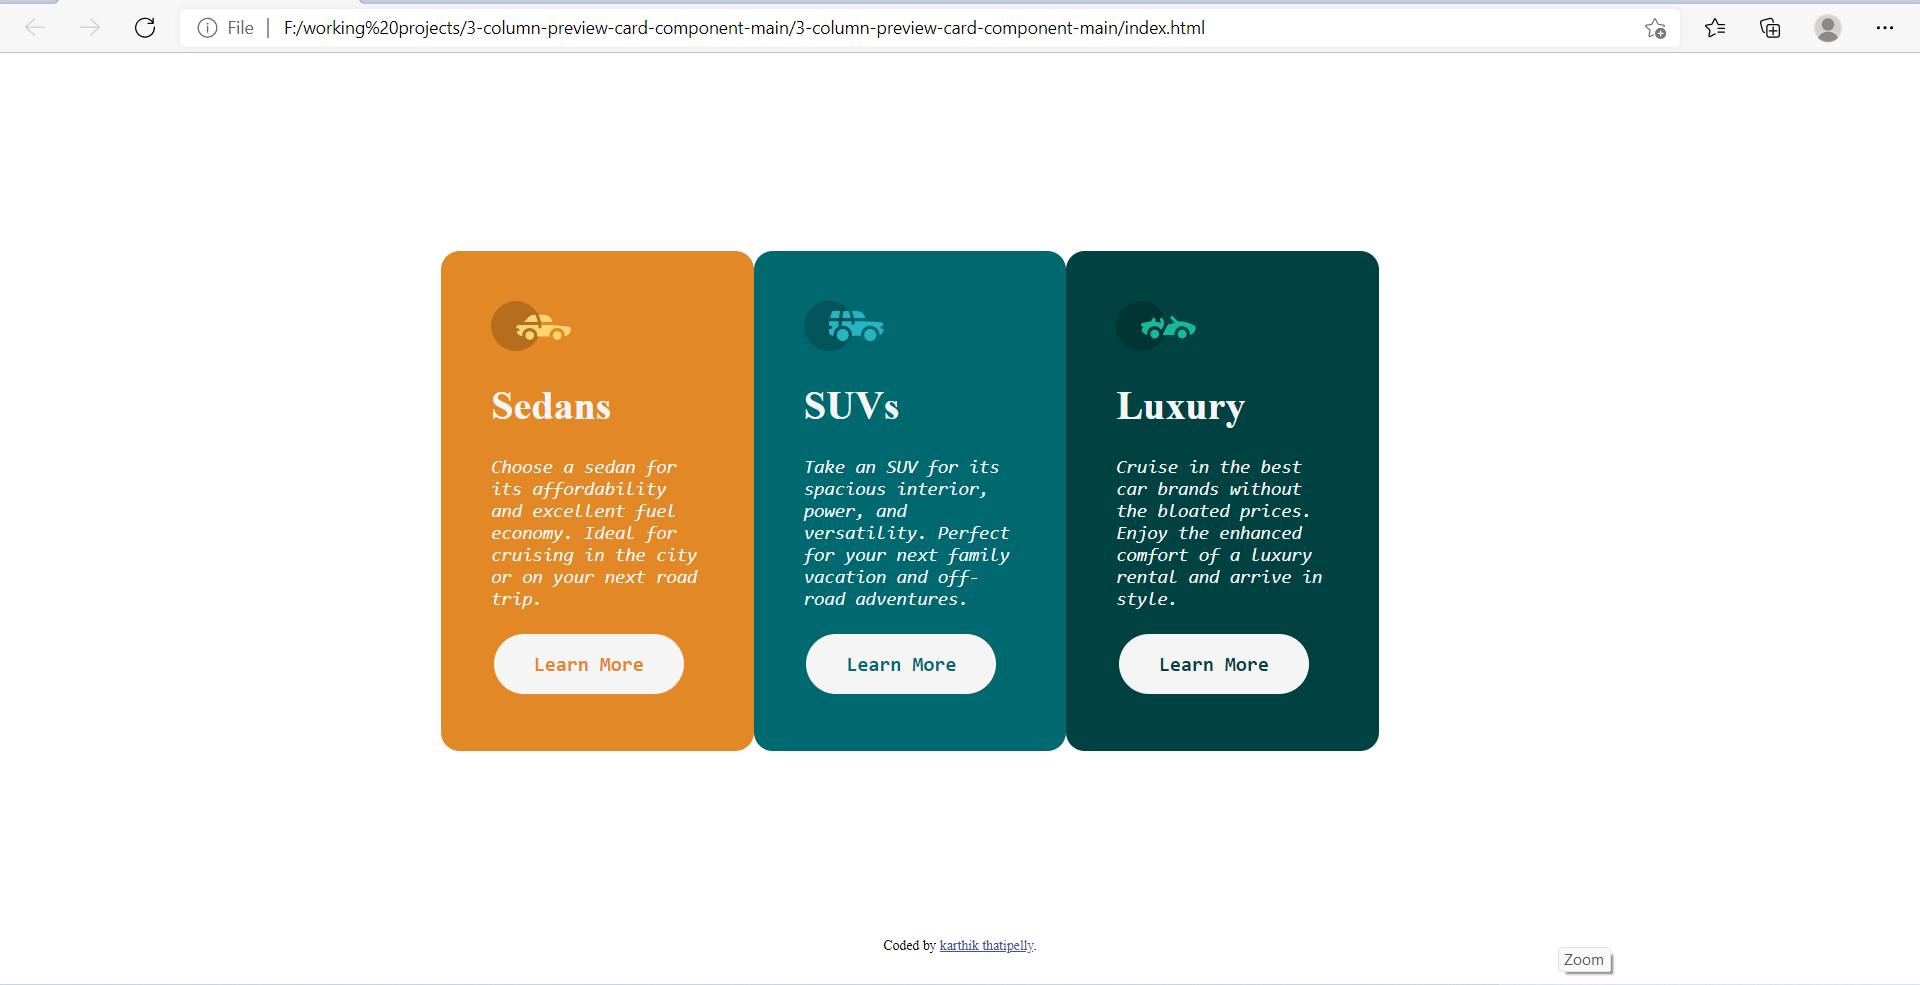 File
F:/working%20projects/3-column-preview-card-component-main/3-column-preview-card-component-main/index.html
Sedans
Choose a sedan for
its affordability
and excellent fuel
economy. Ideal for
cruising in the city
or on your next road
trip.
Learn More
SUVs
Take an SUV for its
spacious interior,
power, and
versatility. Perfect
for your next family
vacation and off-
road adventures.
Learn More
Luxury
Cruise in the best
car brands without
the bloated prices.
Enjoy the enhanced
comfort of a luxury
rental and arrive in
style.
Learn More
Coded by karthik thatipelly.
Zoom